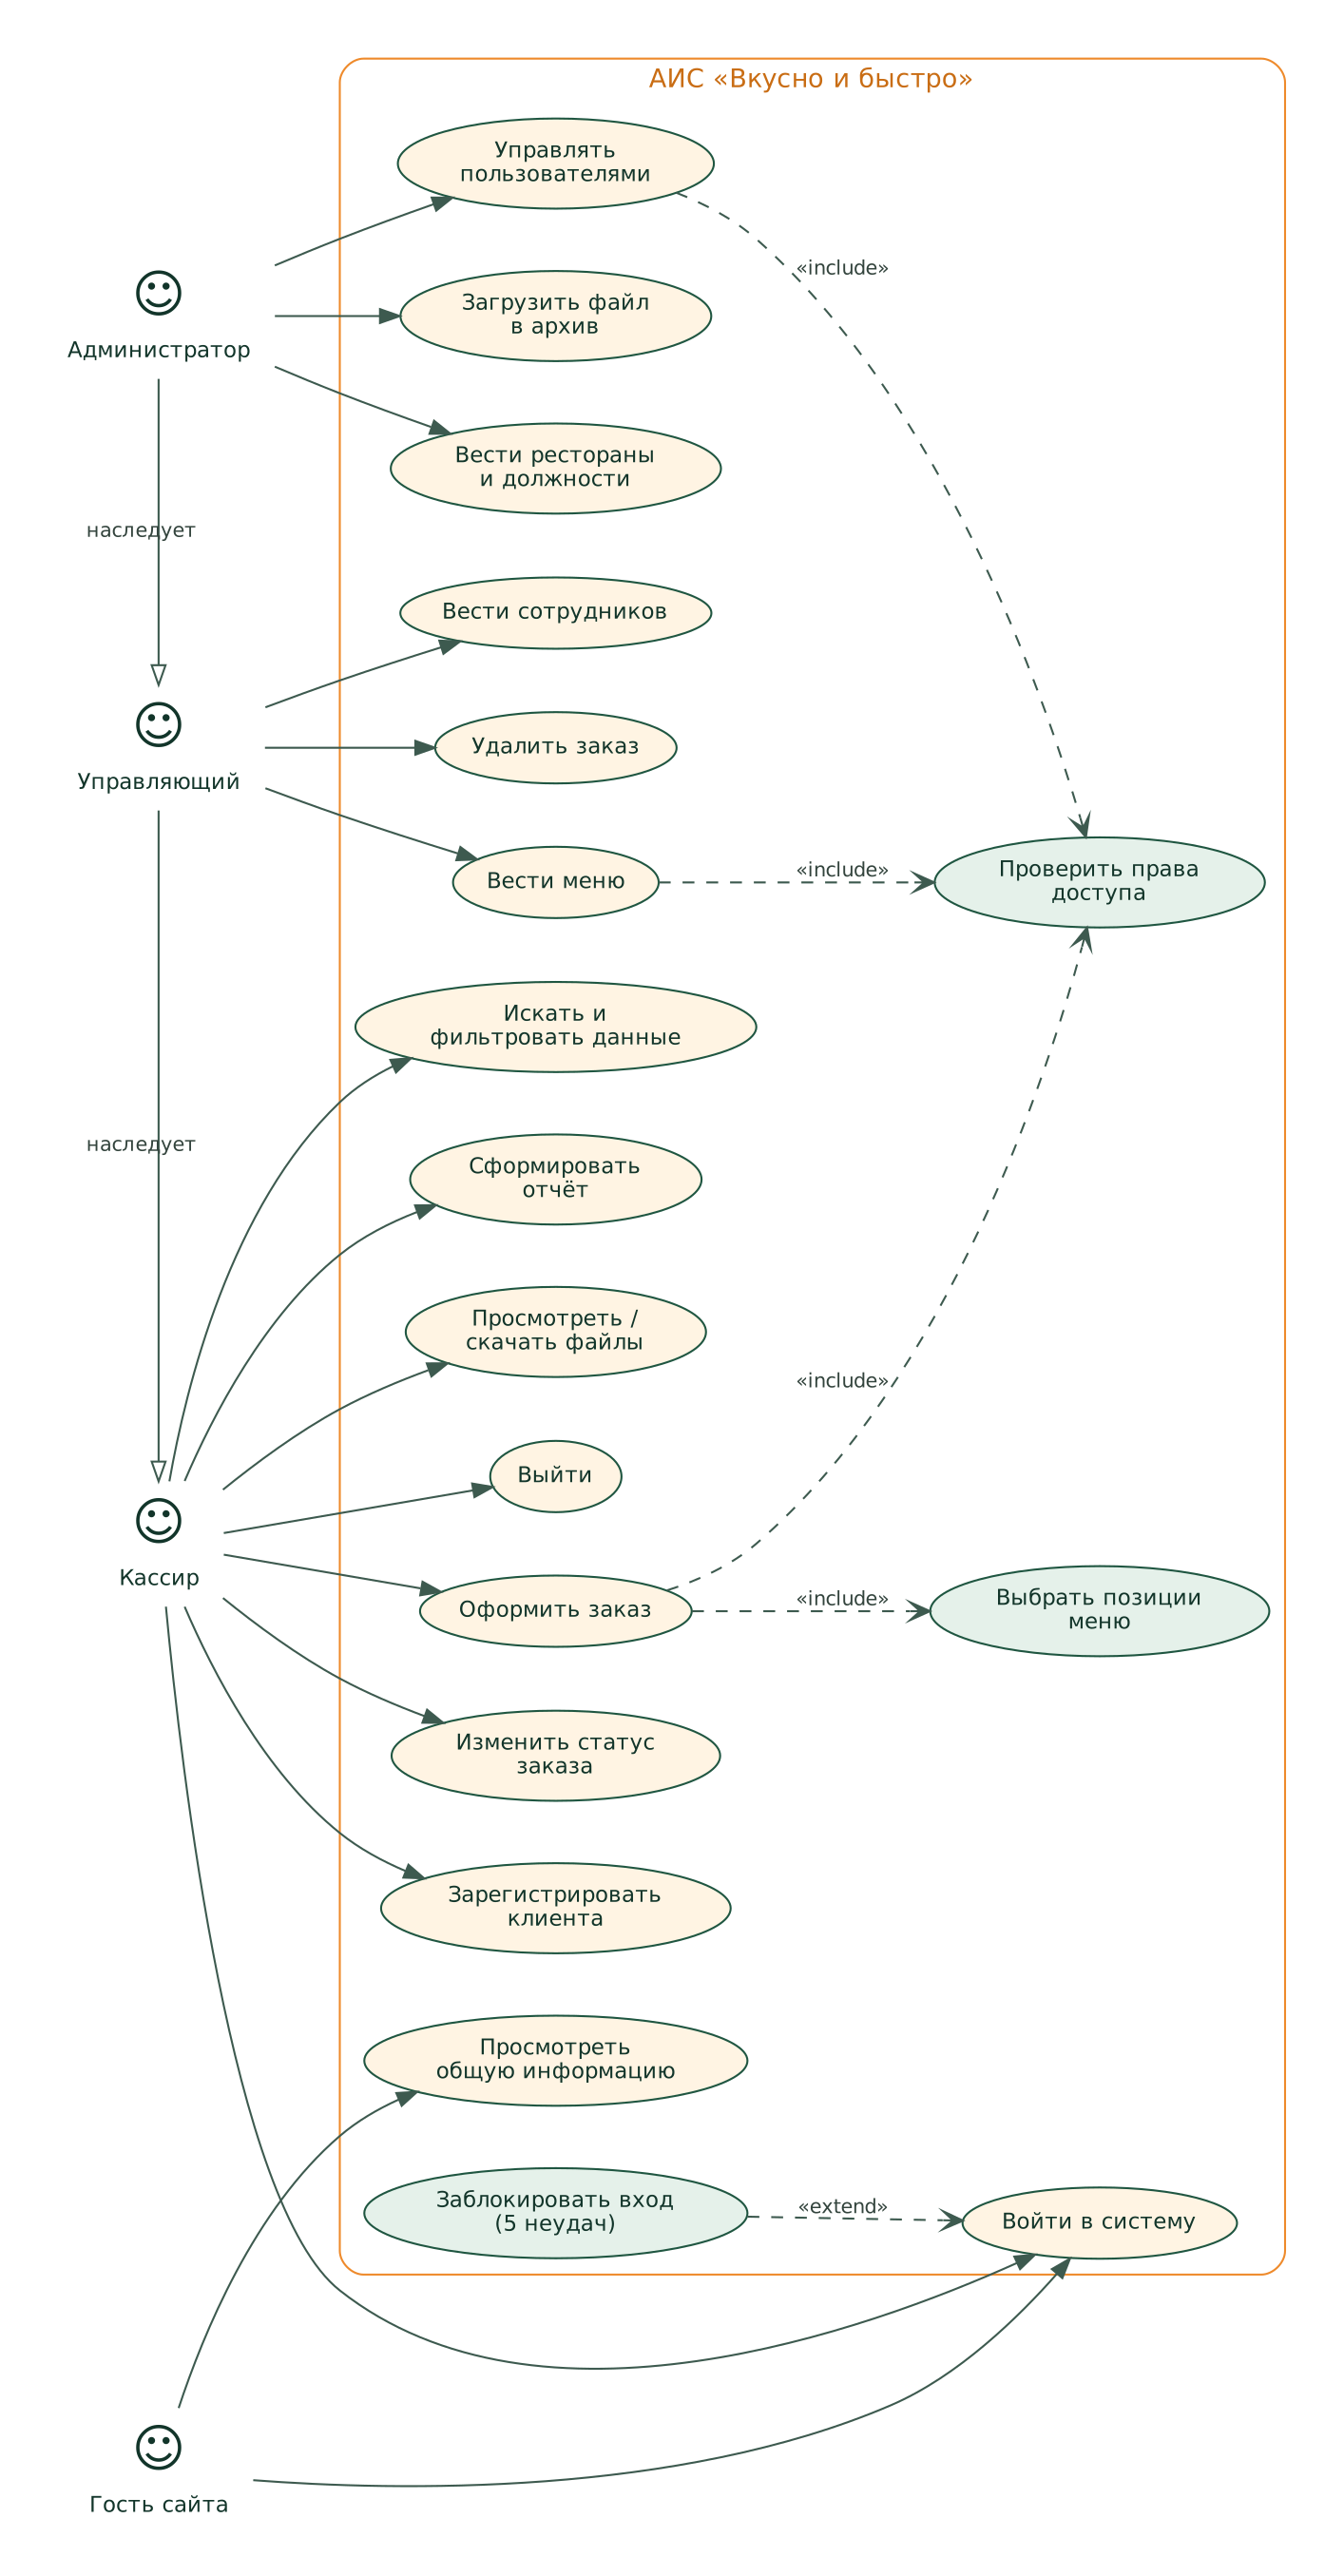 АИС «Вкусно и быстро»
Управлять
пользователями
«include»
Загрузить файл
в архив
Администратор
Вести рестораны
и должности
наследует
Вести сотрудников
Удалить заказ
Управляющий
Вести меню
«include»
Проверить права
доступа
Искать и
фильтровать данные
наследует
Сформировать
отчёт
Просмотреть /
скачать файлы
«include»
Выйти
Кассир
Оформить заказ
«include»
Выбрать позиции
меню
Изменить статус
заказа
Зарегистрировать
клиента
Просмотреть
общую информацию
Заблокировать вход
(5 неудач)
«extend»
Войти в систему
Гость сайта